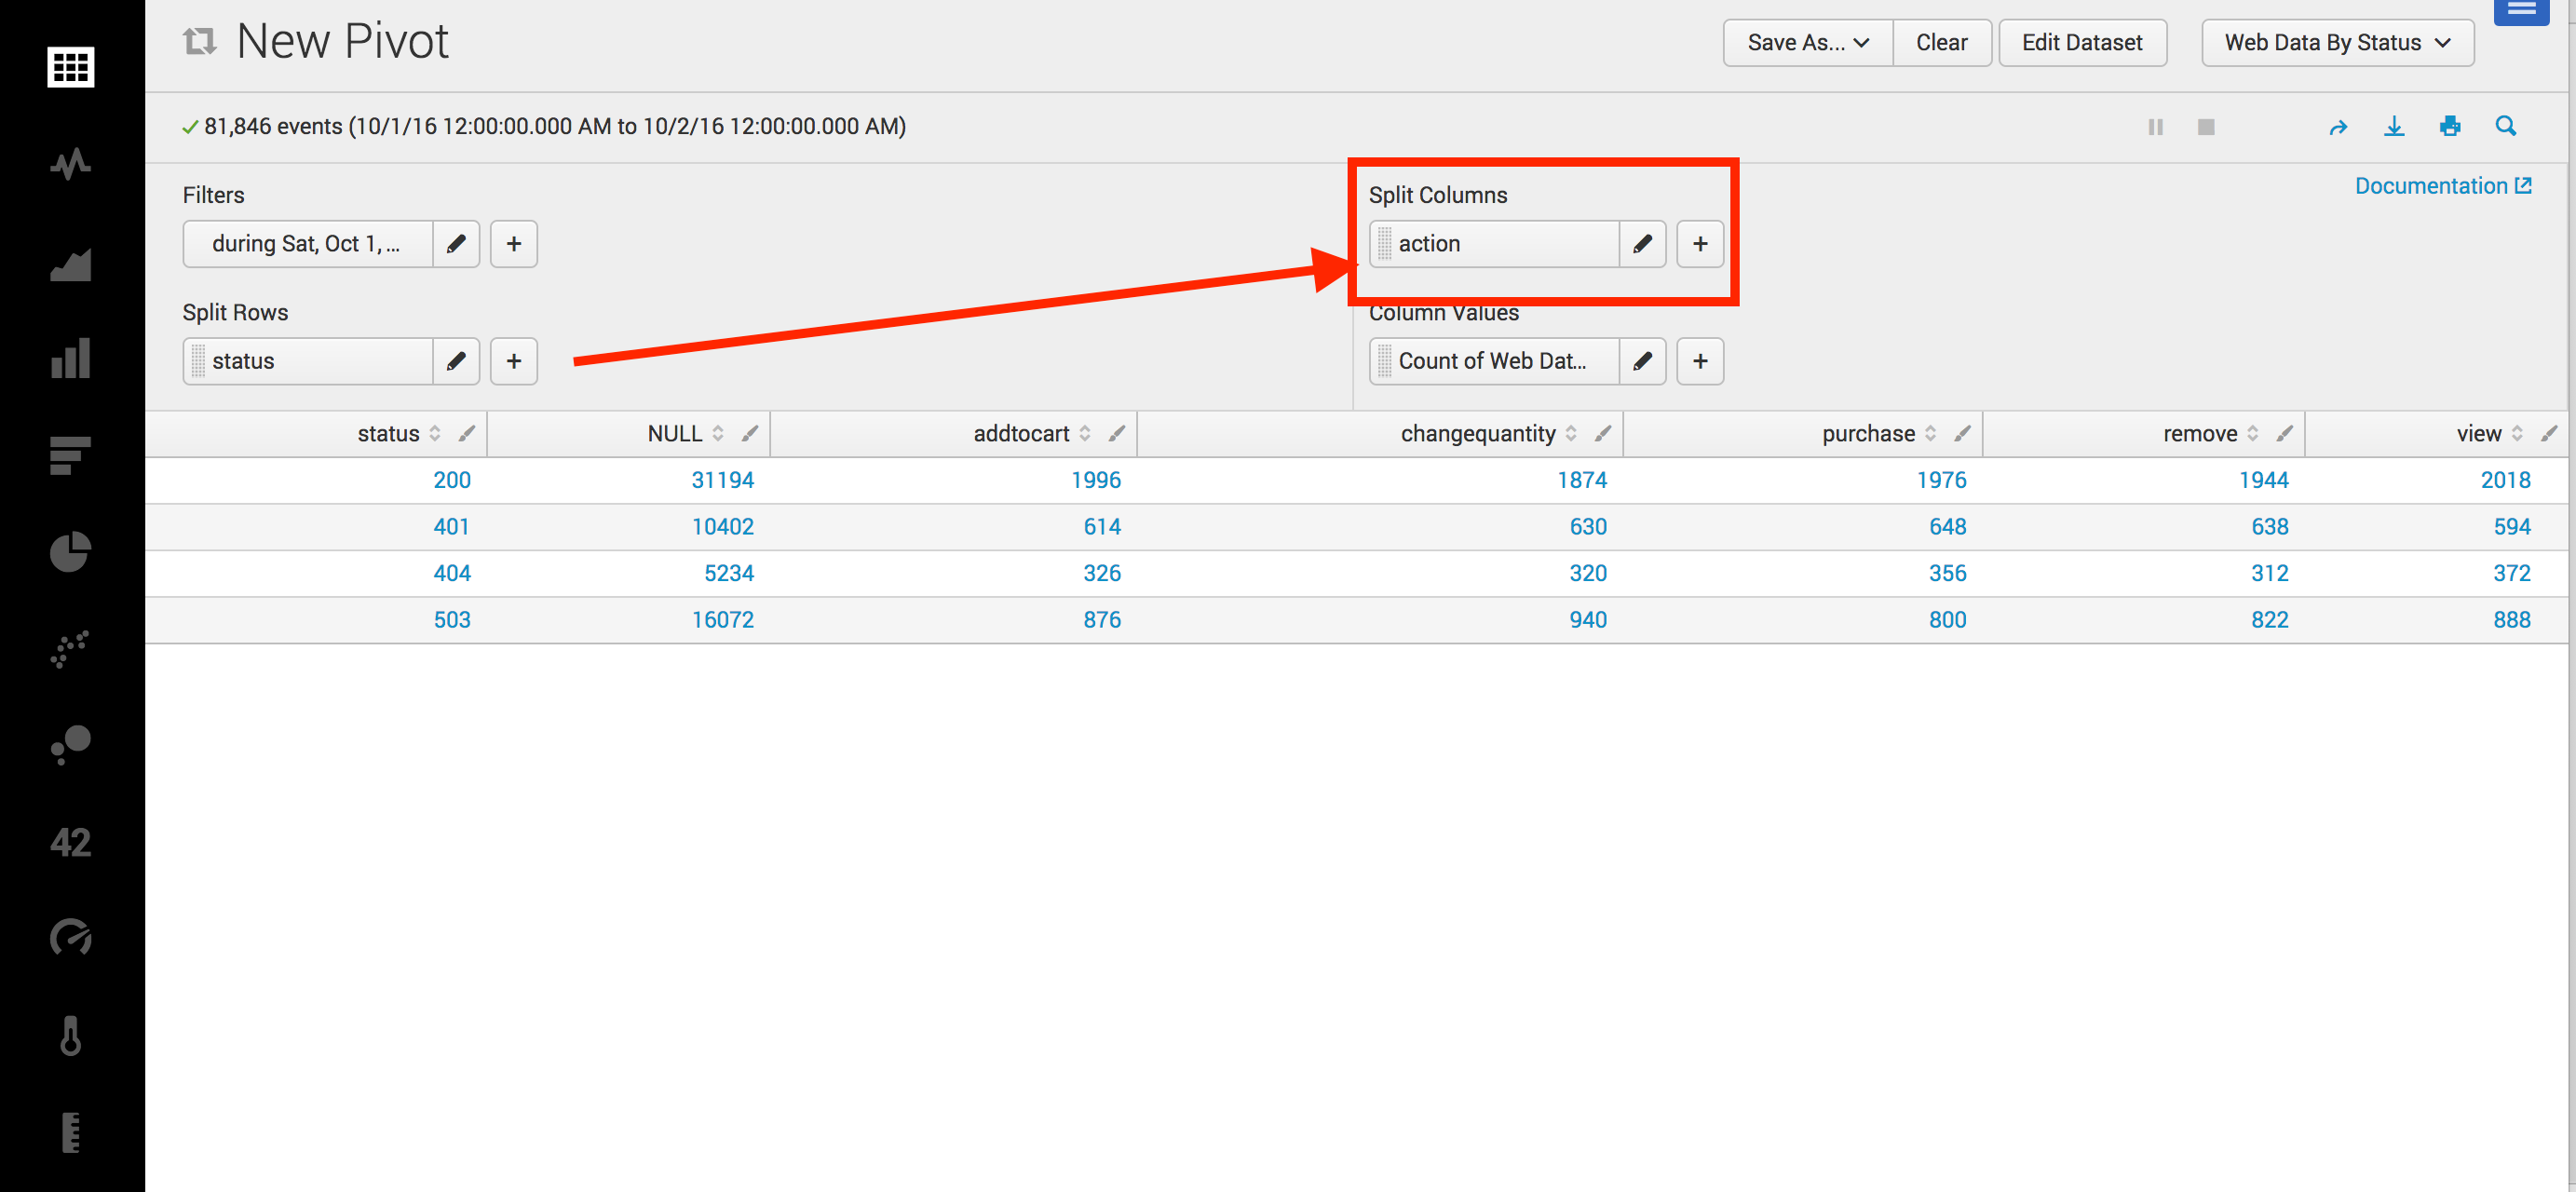 New Pivot
Save As... Clear Edit Dataset Web Data By Status
81,846 events (10/1/16 12:00:00.000 AM to 10/2/16 12:00:00.000 AM)
Documentation
Filters Split Columns
during Sat, Oct 1, ... + action +
Split Rows Column Values
status + Count of Web Dat... +
status NULL addtocart changequantity purchase remove view
200 31194 1996 1874 1976 1944 2018
401 10402 614 630 648 638 594
404 5234 326 320 356 312 372
503 16072 876 940 800 822 888
42